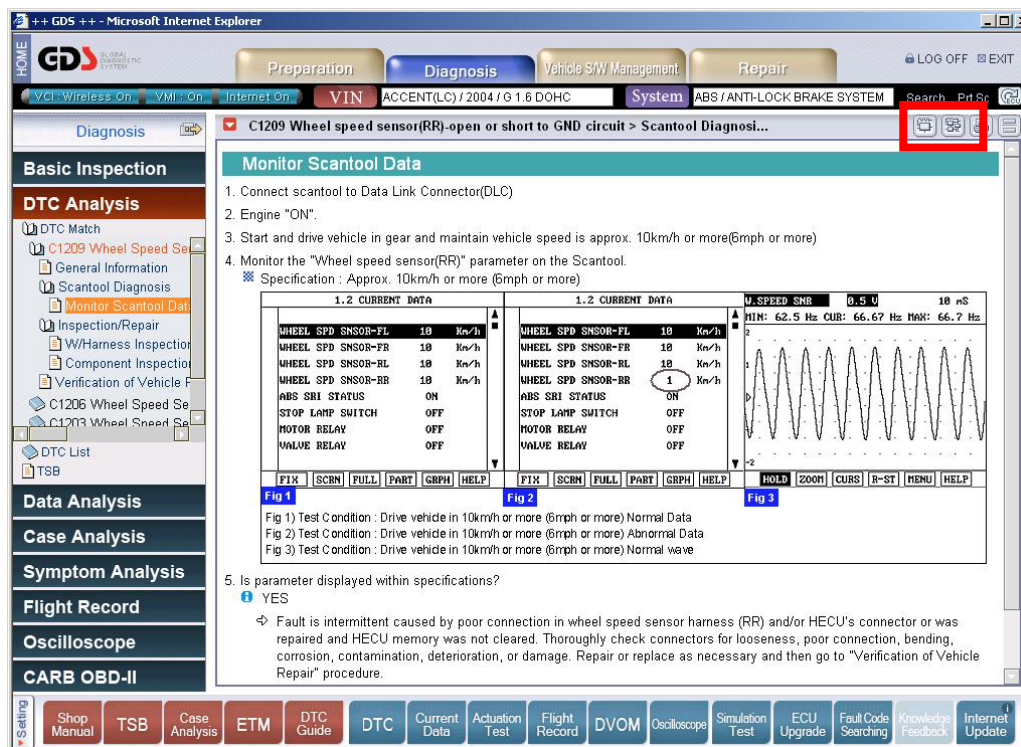 ++ GDS ++ - Microsoft Internet Explorer
HOME
GDS GLOBAL DIAGNOSTIC SYSTEM
Preparation
Diagnosis
Vehicle S/W Management
Repair
LOG OFF
EXIT
VCI :Wireless On
VMI : On
Internet On
VIN
ACCENT(LC) / 2004 / G 1.6 DOHC
System
ABS / ANTI-LOCK BRAKE SYSTEM
Search
Prt Sc
Diagnosis
C1209 Wheel speed sensor(RR)-open or short to GND circuit > Scantool Diagnosi...
Basic Inspection
DTC Analysis
DTC Match
C1209 Wheel Speed Se
General Information
Scantool Diagnosis
Monitor Scantool Dat
Inspection/Repair
W/Harness Inspection
Component Inspection
Verification of Vehicle R
C1206 Wheel Speed Se
C1203 Wheel Speed Se
DTC List
TSB
Data Analysis
Case Analysis
Symptom Analysis
Flight Record
Oscilloscope
CARB OBD-II
Monitor Scantool Data
1. Connect scantool to Data Link Connector(DLC)
2. Engine "ON".
3. Start and drive vehicle in gear and maintain vehicle speed is approx. 10km/h or more(6mph or more)
4. Monitor the "Wheel speed sensor(RR)" parameter on the Scantool.
Specification : Approx. 10km/h or more (6mph or more)
1.2 CURRENT DATA
WHEEL SPD SNSOR-FL 10 Km/h
WHEEL SPD SNSOR-FR 10 Km/h
WHEEL SPD SNSOR-RL 10 Km/h
WHEEL SPD SNSOR-RR 10 Km/h
ABS SRI STATUS ON
STOP LAMP SWITCH OFF
MOTOR RELAY OFF
VALVE RELAY OFF
FIX SCRN FULL PART GRPH HELP
Fig 1
1.2 CURRENT DATA
WHEEL SPD SNSOR-FL 10 Km/h
WHEEL SPD SNSOR-FR 10 Km/h
WHEEL SPD SNSOR-RL 10 Km/h
WHEEL SPD SNSOR-RR 1 Km/h
ABS SRI STATUS ON
STOP LAMP SWITCH OFF
MOTOR RELAY OFF
VALVE RELAY OFF
FIX SCRN FULL PART GRPH HELP
Fig 2
W.SPEED SNR 0.5 V 10 mS
MIN: 62.5 Hz CUR: 66.67 Hz MAX: 66.7 Hz
2
1
-2
HOLD ZOOM CURS R-ST MENU HELP
Fig 3
Fig 1) Test Condition : Drive vehicle in 10km/h or more (6mph or more) Normal Data
Fig 2) Test Condition : Drive vehicle in 10km/h or more (6mph or more) Abnormal Data
Fig 3) Test Condition : Drive vehicle in 10km/h or more (6mph or more) Normal wave
5. Is parameter displayed within specifications?
YES
Fault is intermittent caused by poor connection in wheel speed sensor harness (RR) and/or HECU's connector or was
repaired and HECU memory was not cleared. Thoroughly check connectors for looseness, poor connection, bending,
corrosion, contamination, deterioration, or damage. Repair or replace as necessary and then go to "Verification of Vehicle
Repair" procedure.
Setting
Shop Manual
TSB
Case Analysis
ETM
DTC Guide
DTC
Current Data
Actuation Test
Flight Record
DVOM
Oscilloscope
Simulation Test
ECU Upgrade
Fault Code Searching
Knowledge Feedback
Internet Update